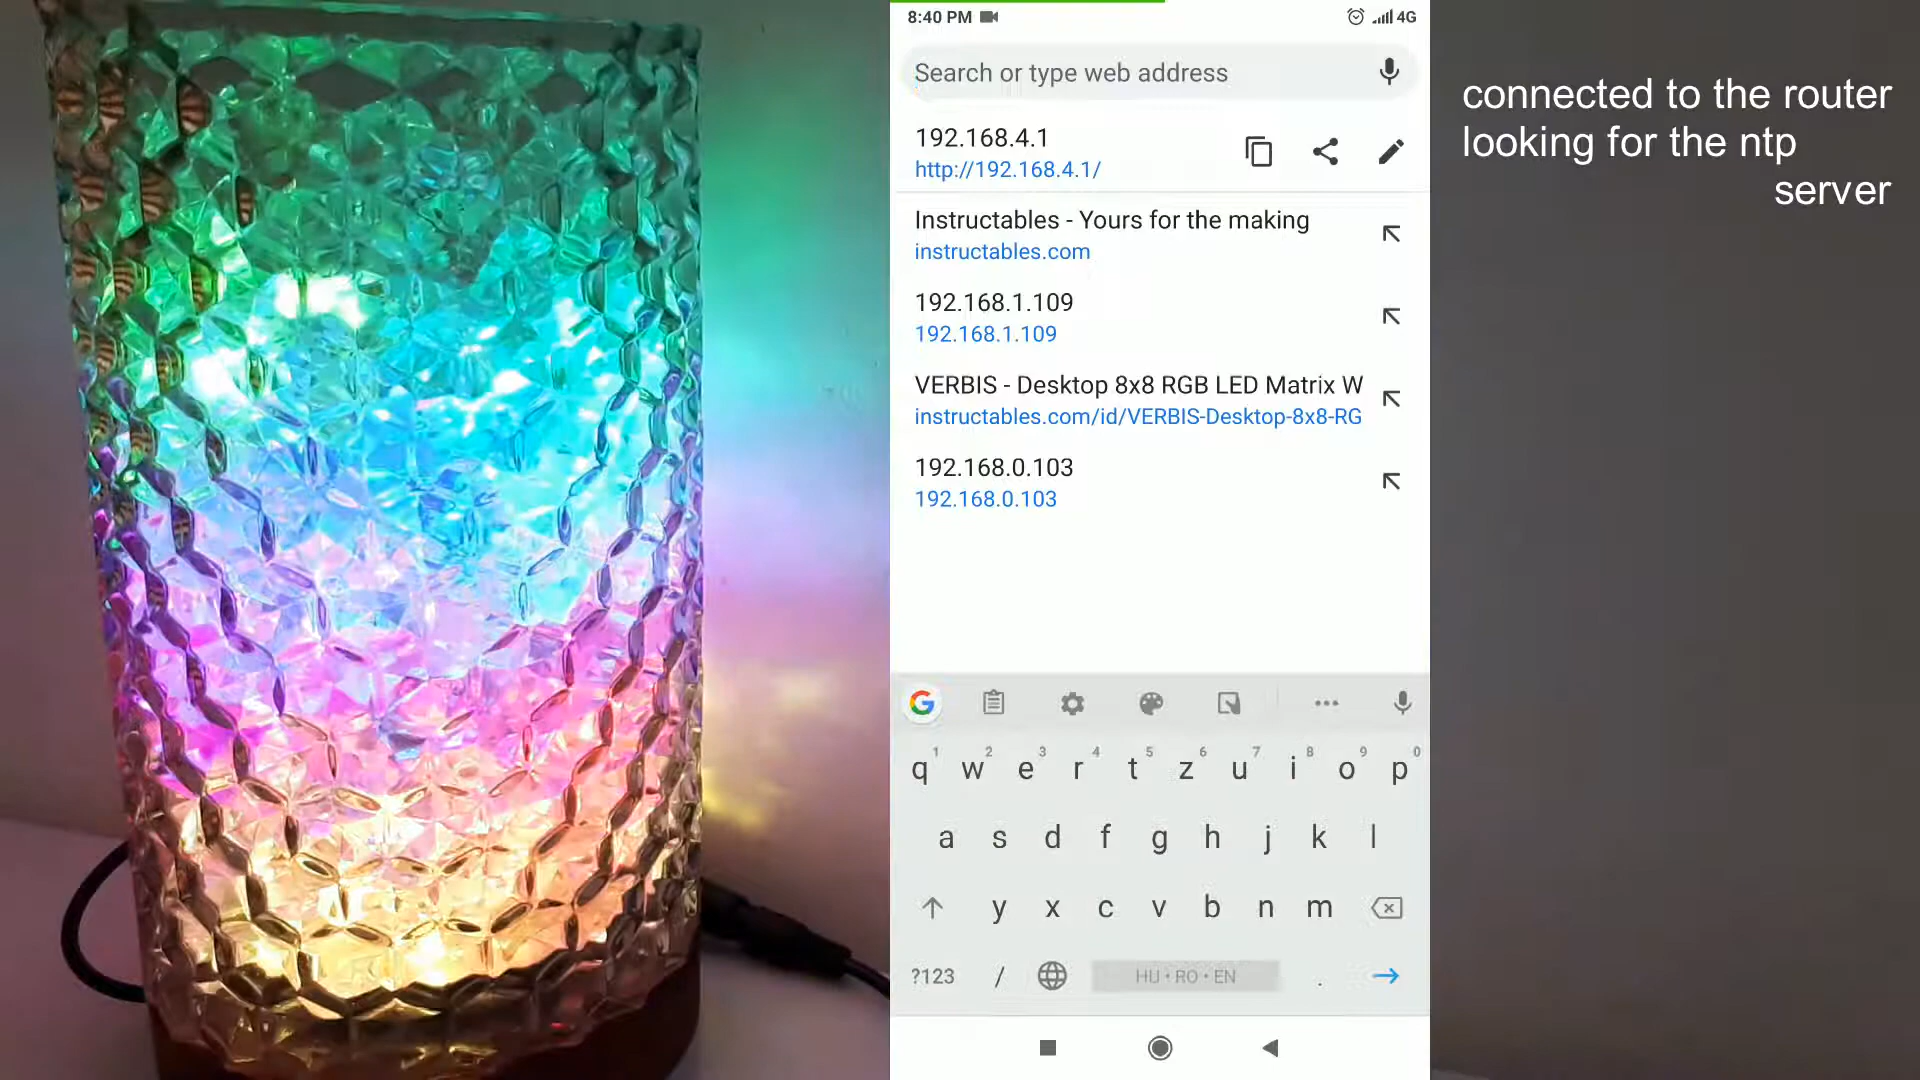 8:40 PM
4G
Search or type web address
192.168.4.1
http://192.168.4.1/
Instructables - Yours for the making
instructables.com
192.168.1.109
192.168.1.109
VERBIS - Desktop 8x8 RGB LED Matrix W
instructables.com/id/VERBIS-Desktop-8x8-RG
192.168.0.103
192.168.0.103
connected to the router
looking for the ntp
server
G
1 2 3 4 5 6 7 8 9 0
q w e r t z u i o p
a s d f g h j k l
y x c v b n m
?123 / HU • RO • EN .